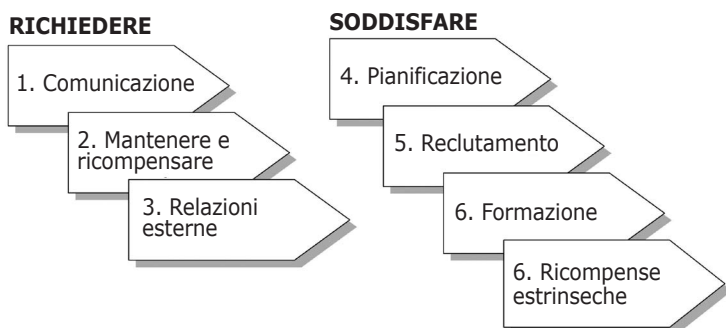 RICHIEDERE
1. Comunicazione
2. Mantenere e
ricompensare
3. Relazioni
esterne
SODDISFARE
4. Pianificazione
5. Reclutamento
6. Formazione
6. Ricompense
estrinseche